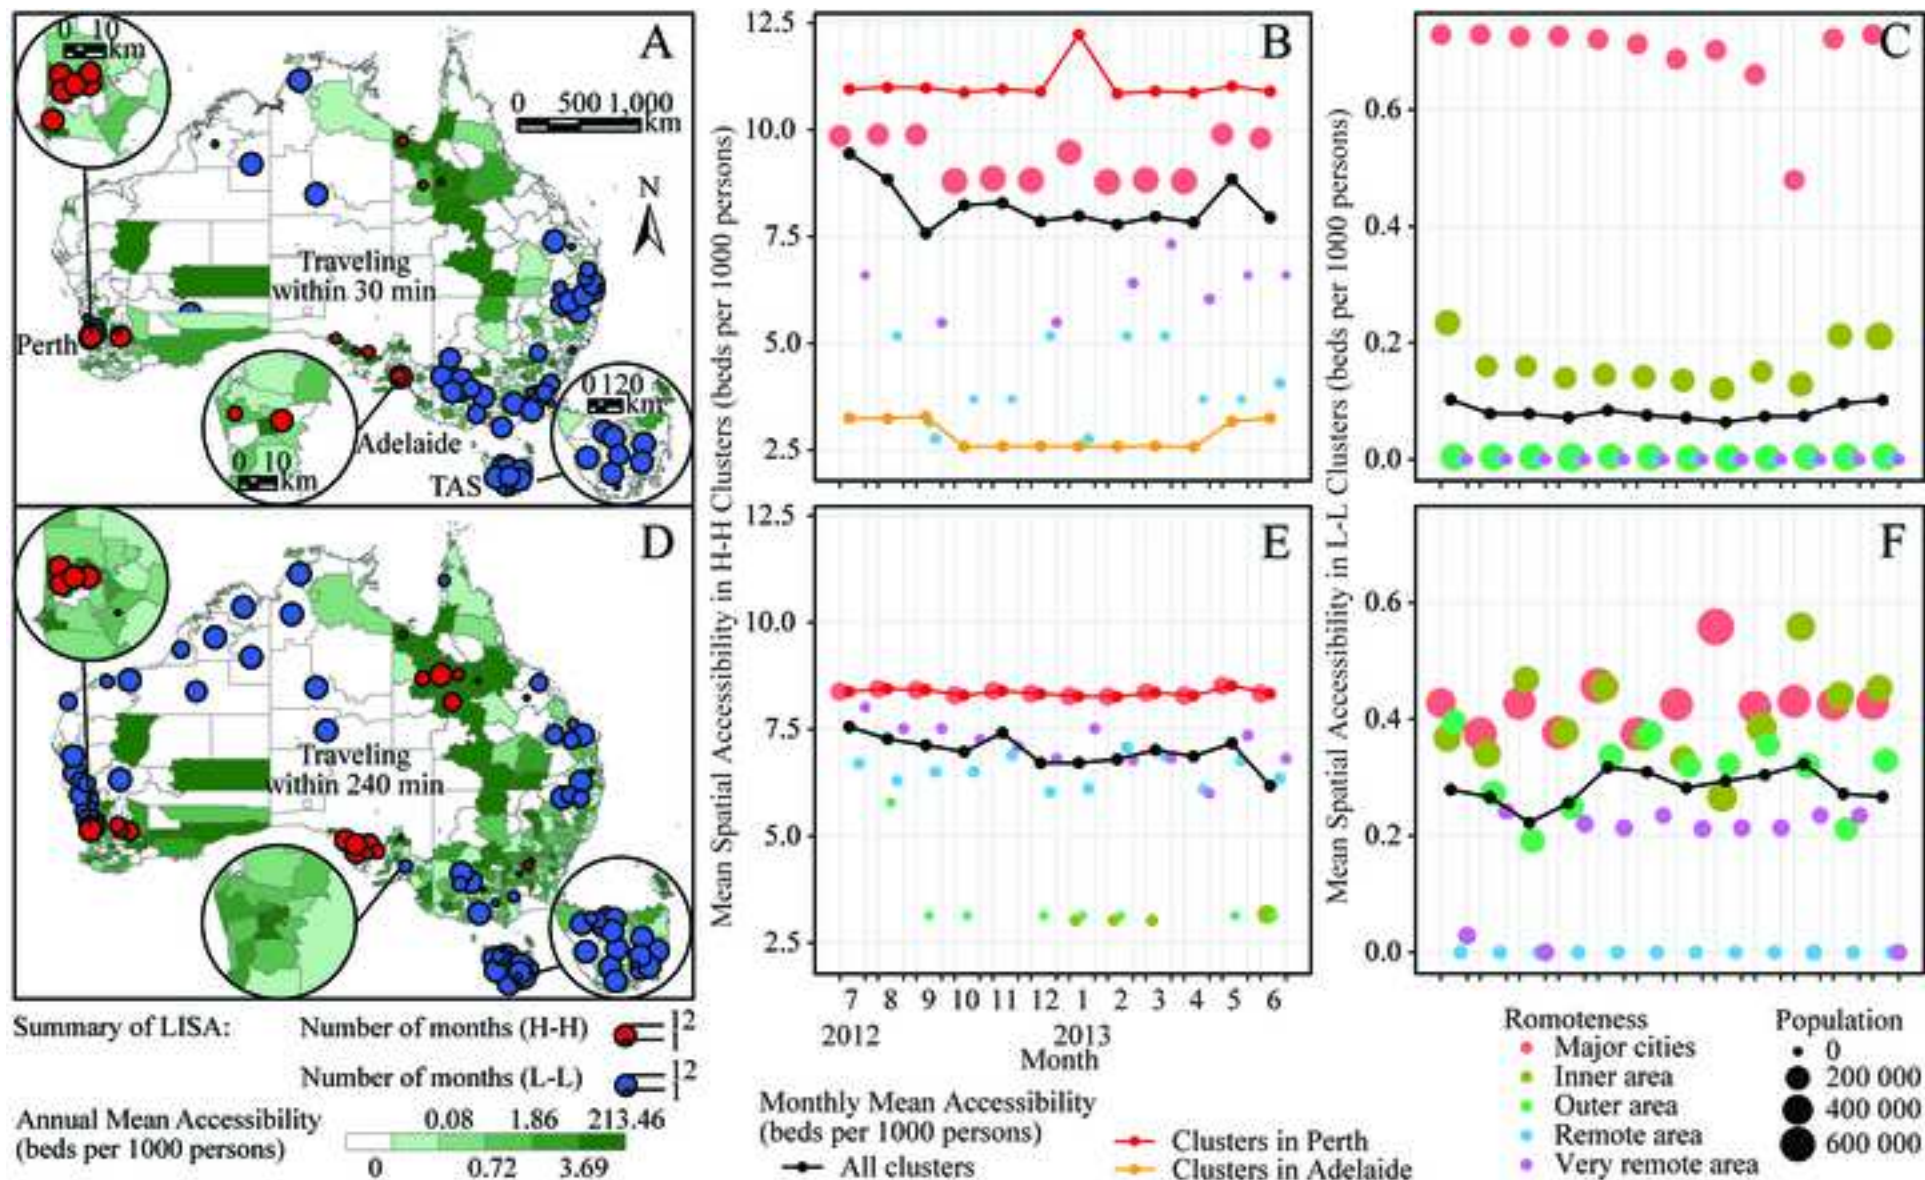 A
0 10
km
0 500 1,000
km
N
Traveling
within 30 min
Perth
Adelaide
0 10
km
0 120
km
TAS
B
12.5
10.0
7.5
5.0
2.5
C
0.6
0.4
0.2
0.0
D
Traveling
within 240 min
Mean Spatial Accessibility in H-H Clusters (beds per 1000 persons)
E
12.5
10.0
7.5
5.0
2.5
7 8 9 10 11 12 1 2 3 4 5 6
2012 2013
Month
Mean Spatial Accessibility in L-L Clusters (beds per 1000 persons)
F
0.6
0.4
0.2
0.0
Summary of LISA:
Number of months (H-H)
12
1
Number of months (L-L)
12
1
Annual Mean Accessibility
(beds per 1000 persons)
0.08 1.86 213.46
0 0.72 3.69
Monthly Mean Accessibility
(beds per 1000 persons)
All clusters
Clusters in Perth
Clusters in Adelaide
Romoteness
Major cities
Inner area
Outer area
Remote area
Very remote area
Population
0
200 000
400 000
600 000